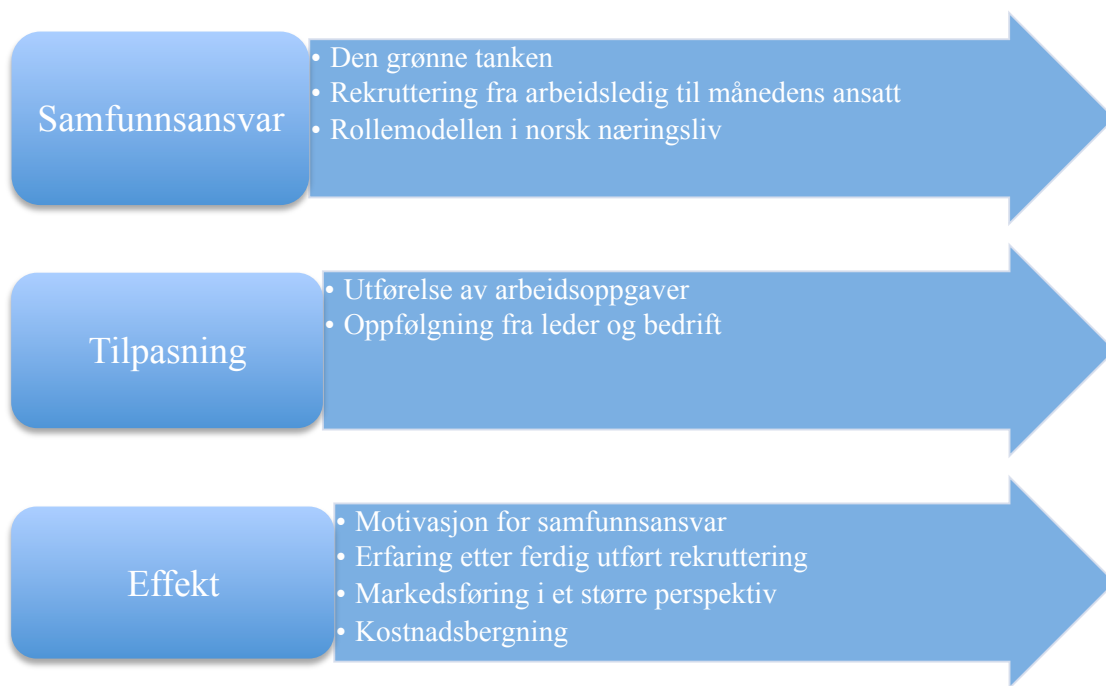 Samfunnsansvar
• Den grønne tanken
• Rekruttering fra arbeidsledig til månedens ansatt
• Rollemodellen i norsk næringsliv
Tilpasning
• Utførelse av arbeidsoppgaver
• Oppfølgning fra leder og bedrift
Effekt
• Motivasjon for samfunnsansvar
• Erfaring etter ferdig utført rekruttering
• Markedsføring i et større perspektiv
• Kostnadsbergning